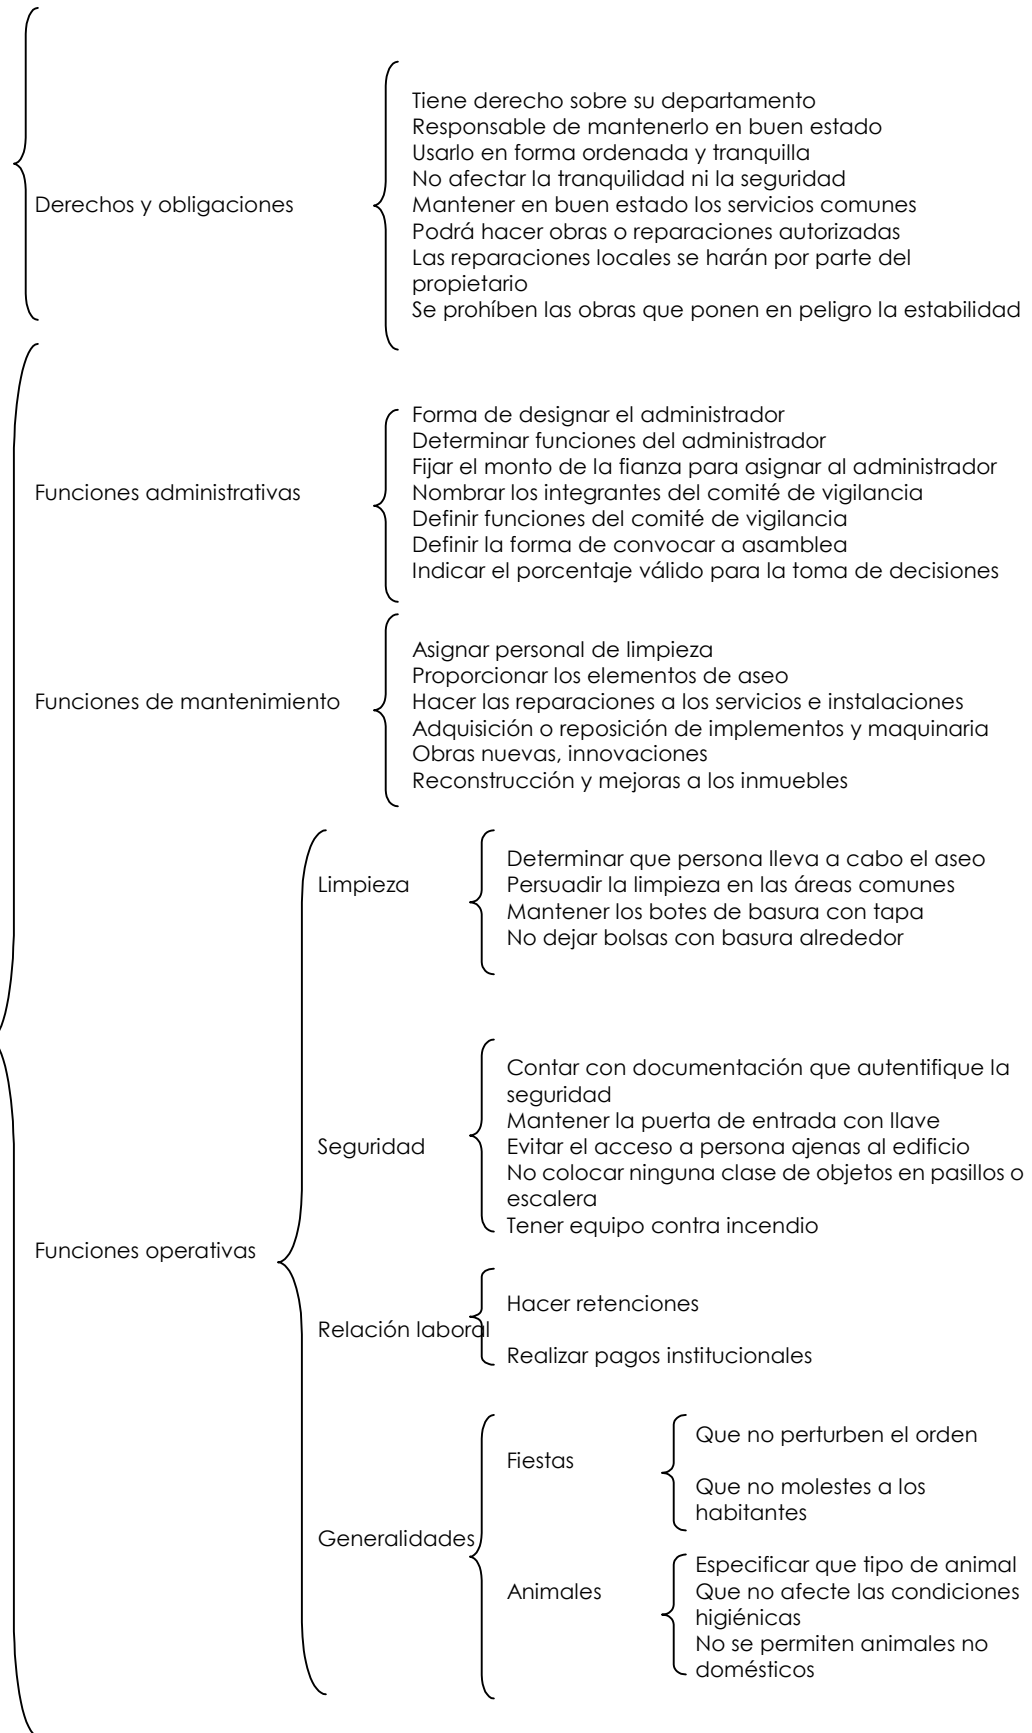 Derechos y obligaciones
Tiene derecho sobre su departamento
Responsable de mantenerlo en buen estado
Usarlo en forma ordenada y tranquilla
No afectar la tranquilidad ni la seguridad
Mantener en buen estado los servicios comunes
Podrá hacer obras o reparaciones autorizadas
Las reparaciones locales se harán por parte del
propietario
Se prohíben las obras que ponen en peligro la estabilidad
Funciones administrativas
Forma de designar el administrador
Determinar funciones del administrador
Fijar el monto de la fianza para asignar al administrador
Nombrar los integrantes del comité de vigilancia
Definir funciones del comité de vigilancia
Definir la forma de convocar a asamblea
Indicar el porcentaje válido para la toma de decisiones
Funciones de mantenimiento
Asignar personal de limpieza
Proporcionar los elementos de aseo
Hacer las reparaciones a los servicios e instalaciones
Adquisición o reposición de implementos y maquinaria
Obras nuevas, innovaciones
Reconstrucción y mejoras a los inmuebles
Funciones operativas
Limpieza
Determinar que persona lleva a cabo el aseo
Persuadir la limpieza en las áreas comunes
Mantener los botes de basura con tapa
No dejar bolsas con basura alrededor
Seguridad
Contar con documentación que autentifique la
seguridad
Mantener la puerta de entrada con llave
Evitar el acceso a persona ajenas al edificio
No colocar ninguna clase de objetos en pasillos o
escalera
Tener equipo contra incendio
Relación laboral
Hacer retenciones
Realizar pagos institucionales
Generalidades
Fiestas
Que no perturben el orden
Que no molestes a los
habitantes
Animales
Especificar que tipo de animal
Que no afecte las condiciones
higiénicas
No se permiten animales no
domésticos